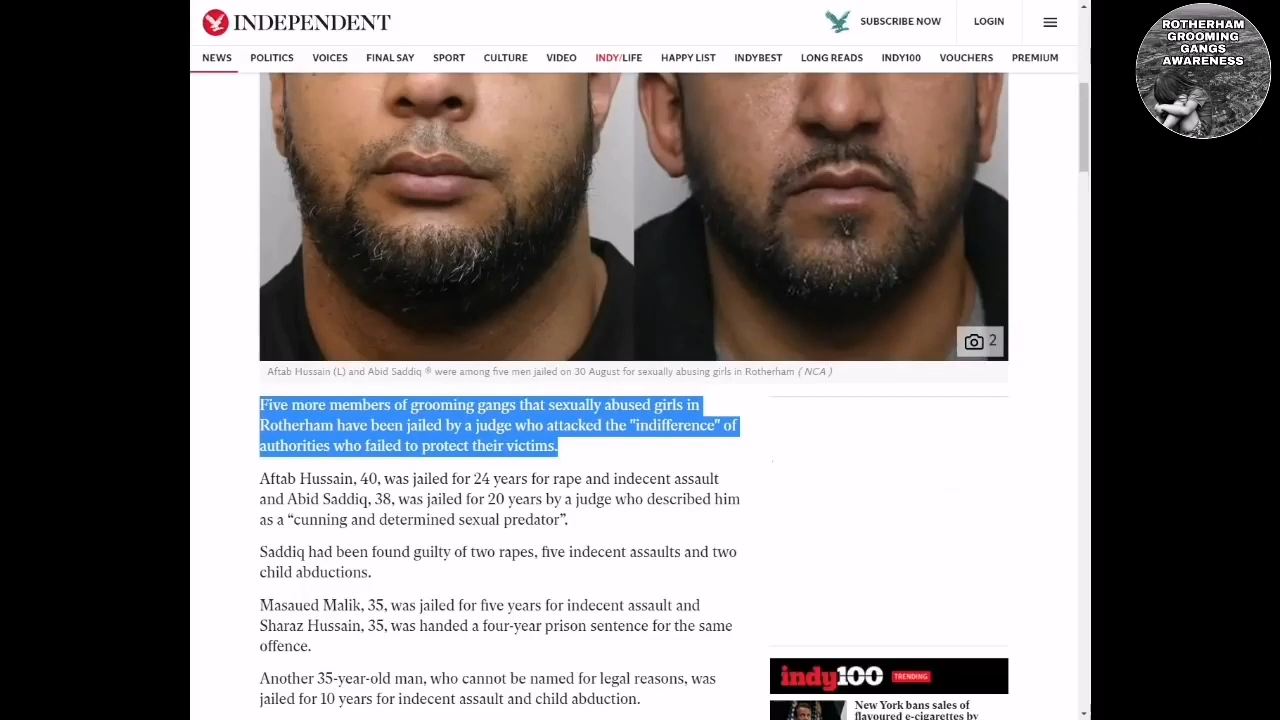 INDEPENDENT
SUBSCRIBE NOW
LOGIN
NEWS POLITICS VOICES FINAL SAY SPORT CULTURE VIDEO INDY/LIFE HAPPY LIST INDYBEST LONG READS INDY100 VOUCHERS PREMIUM
ROTHERHAM
GROOMING
GANGS
AWARENESS
2
Aftab Hussain (L) and Abid Saddiq ® were among five men jailed on 30 August for sexually abusing girls in Rotherham ( NCA )
Five more members of grooming gangs that sexually abused girls in
Rotherham have been jailed by a judge who attacked the "indifference" of
authorities who failed to protect their victims.
Aftab Hussain, 40, was jailed for 24 years for rape and indecent assault
and Abid Saddiq, 38, was jailed for 20 years by a judge who described him
as a “cunning and determined sexual predator”.
Saddiq had been found guilty of two rapes, five indecent assaults and two
child abductions.
Masaued Malik, 35, was jailed for five years for indecent assault and
Sharaz Hussain, 35, was handed a four-year prison sentence for the same
offence.
Another 35-year-old man, who cannot be named for legal reasons, was
jailed for 10 years for indecent assault and child abduction.
indy100 TRENDING
New York bans sales of
flavoured e-cigarettes by